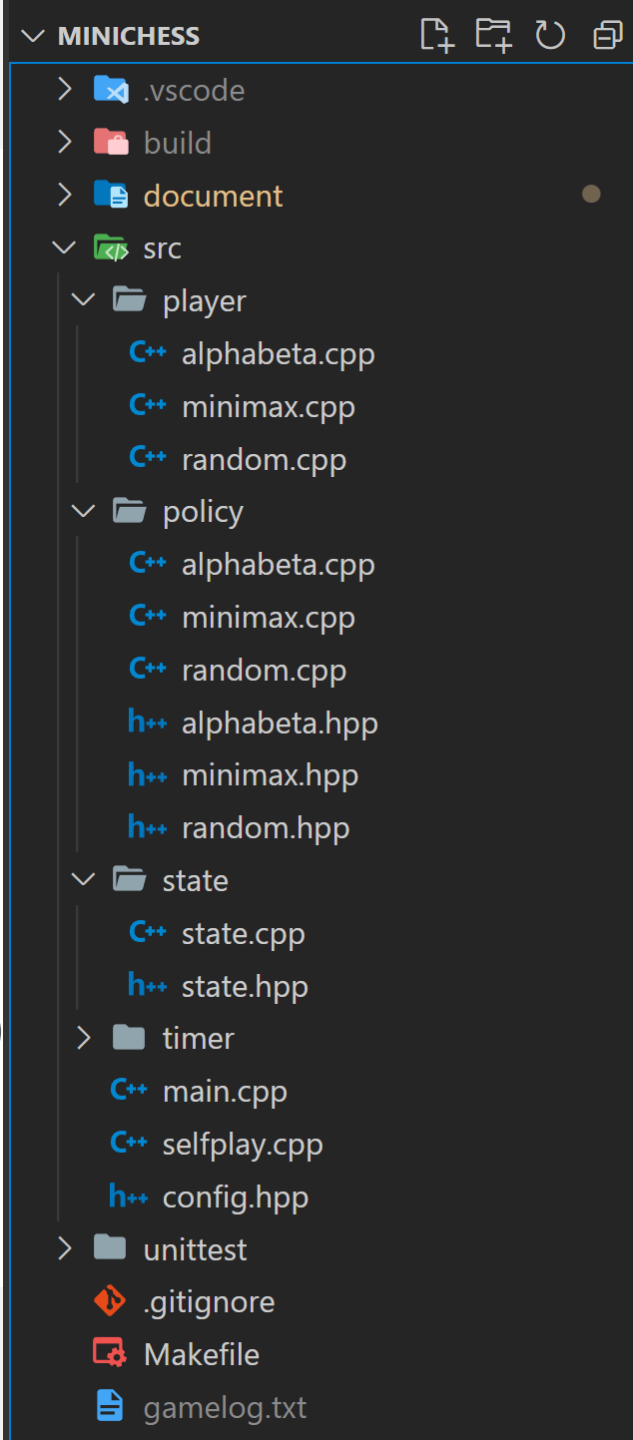 MINICHESS
.vscode
build
document
src
player
C++ alphabeta.cpp
C++ minimax.cpp
C++ random.cpp
policy
C++ alphabeta.cpp
C++ minimax.cpp
C++ random.cpp
h++ alphabeta.hpp
h++ minimax.hpp
h++ random.hpp
state
C++ state.cpp
h++ state.hpp
timer
C++ main.cpp
C++ selfplay.cpp
h++ config.hpp
unittest
.gitignore
Makefile
gamelog.txt